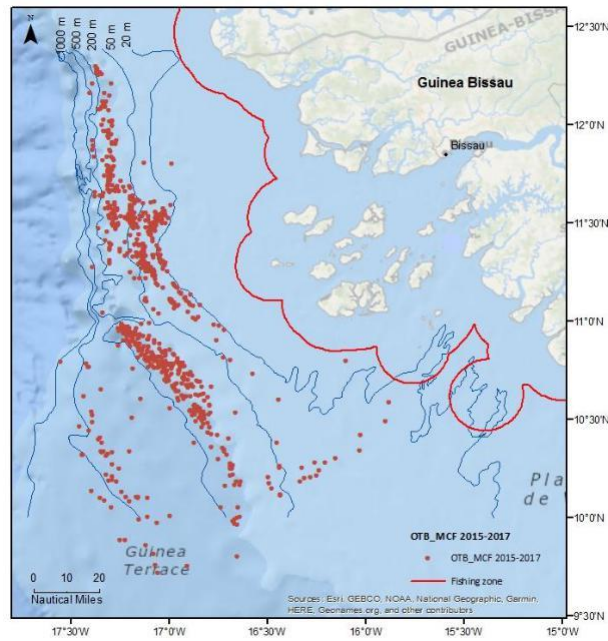 N
1000 m
500 m
200 m
50 m
20 m
GUINEA-BISSAU
Guinea Bissau
Bissau
12°30'N
12°0'N
11°30'N
11°0'N
10°30'N
10°0'N
9°30'N
Pla
de
Guinea
Terrace
OTB_MCF 2015-2017
OTB_MCF 2015-2017
Fishing zone
0 10 20
Nautical Miles
Sources: Esri, GEBCO, NOAA, National Geographic, Garmin,
HERE, Geonames.org, and other contributors
17°30'W 17°0'W 16°30'W 16°0'W 15°30'W 15°0'W